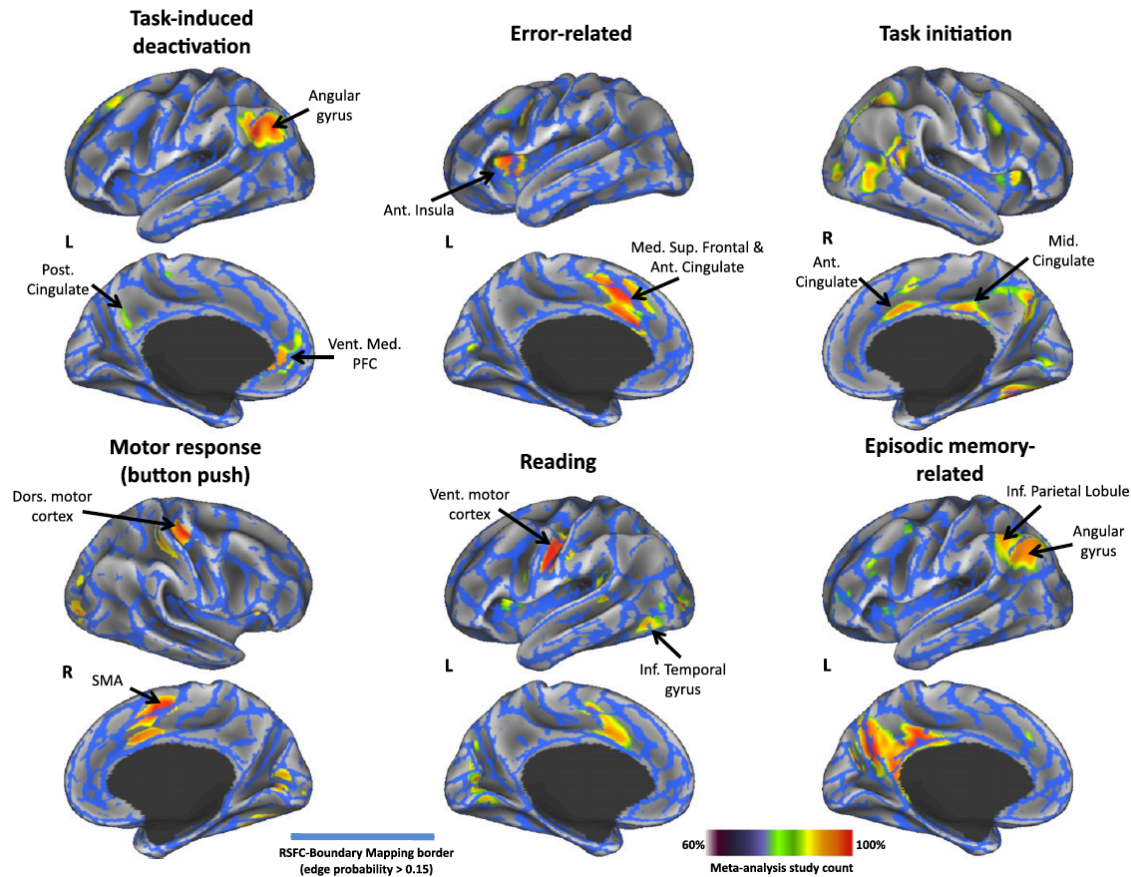 Task-induced
deactivation
Error-related
Task initiation
Angular
gyrus
Ant. Insula
L
L
R
Post.
Cingulate
Vent. Med.
PFC
Med. Sup. Frontal &
Ant. Cingulate
Ant.
Cingulate
Mid.
Cingulate
Motor response
(button push)
Reading
Episodic memory-
related
Dors. motor
cortex
Vent. motor
cortex
Inf. Parietal Lobule
Angular
gyrus
Inf. Temporal
gyrus
R
L
L
SMA
RSFC-Boundary Mapping border
(edge probability > 0.15)
60%
100%
Meta-analysis study count